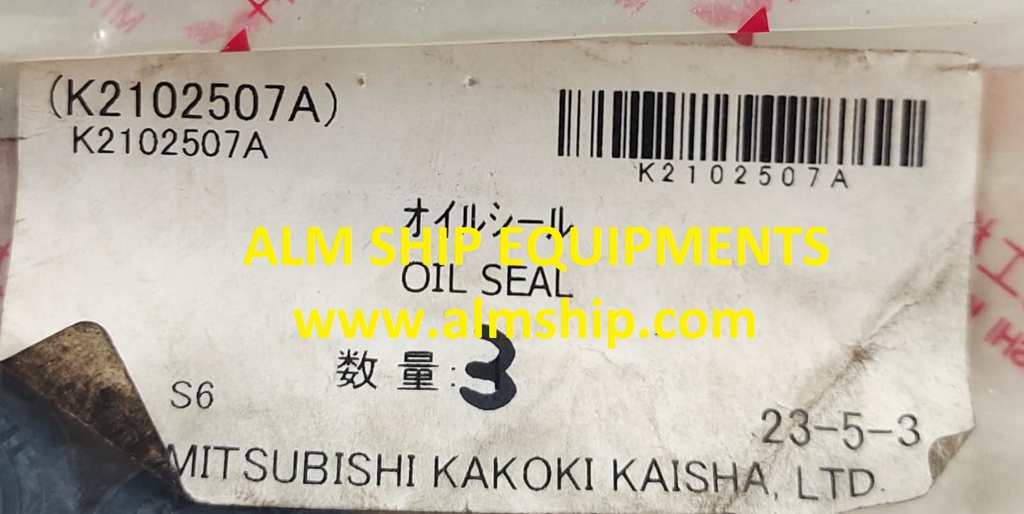 (K2102507A)
K2102507A
K2102507A
オイルシール
ALM SHIP EQUIPMENTS
OIL SEAL
www.almship.com
数量:3
S6
23-5-3
MITSUBISHI KAKOKI KAISHA, LTD.